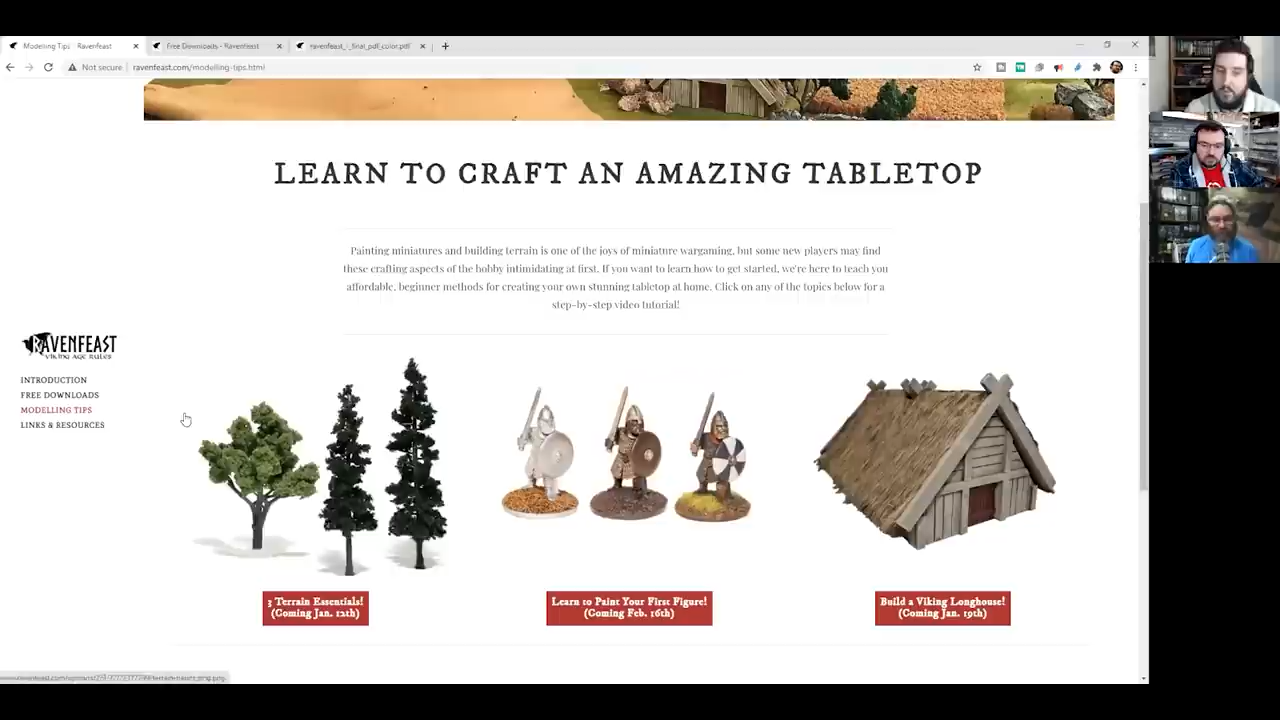 Modelling Tips - Ravenfeast
Free Downloads - Ravenfeast
Not secure
ravenfeast.com/modelling-tips.html
LEARN TO CRAFT AN AMAZING TABLETOP
Painting miniatures and building terrain is one of the joys of miniature wargaming, but some new players may find
these crafting aspects of the hobby intimidating at first. If you want to learn how to get started, we're here to teach you
affordable, beginner methods for creating your own stunning tabletop at home. Click on any of the topics below for a
step-by-step video tutorial!
RAVENFEAST
VIKING AGE RULES
INTRODUCTION
FREE DOWNLOADS
MODELLING TIPS
LINKS & RESOURCES
3 Terrain Essentials!
(Coming Jan. 12th)
Learn to Paint Your First Figure!
(Coming Feb. 16th)
Build a Viking Longhouse!
(Coming Jan. 19th)